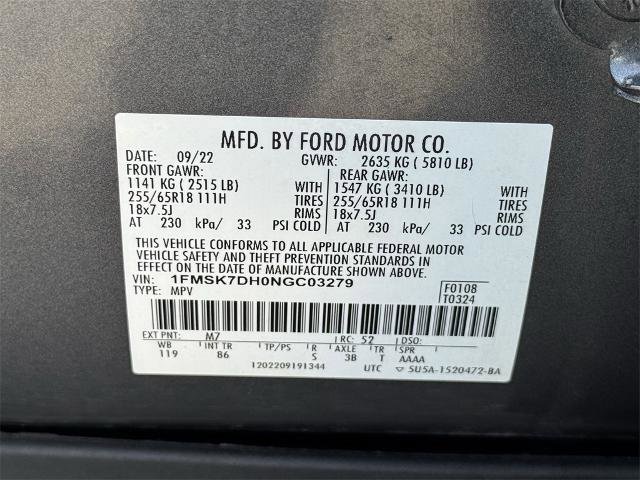 MFD. BY FORD MOTOR CO.
DATE: 09/22 GVWR: 2635 KG ( 5810 LB)
FRONT GAWR: REAR GAWR:
1141 KG ( 2515 LB) WITH 1547 KG ( 3410 LB) WITH
255/65R18 111H TIRES 255/65R18 111H TIRES
18x7.5J RIMS 18x7.5J RIMS
AT 230 kPa/ 33 PSI COLD AT 230 kPa/ 33 PSI COLD
THIS VEHICLE CONFORMS TO ALL APPLICABLE FEDERAL MOTOR
VEHICLE SAFETY AND THEFT PREVENTION STANDARDS IN
EFFECT ON THE DATE OF MANUFACTURE SHOWN ABOVE.
VIN: 1FMSK7DH0NGC03279 F0108
TYPE: MPV T0324
EXT PNT: M7 RC: 52 DSO:
WB INT TR TP/PS R AXLE TR SPR
119 86 S 3B T AAAA
1202209191344 UTC 5U5A-1520472-BA